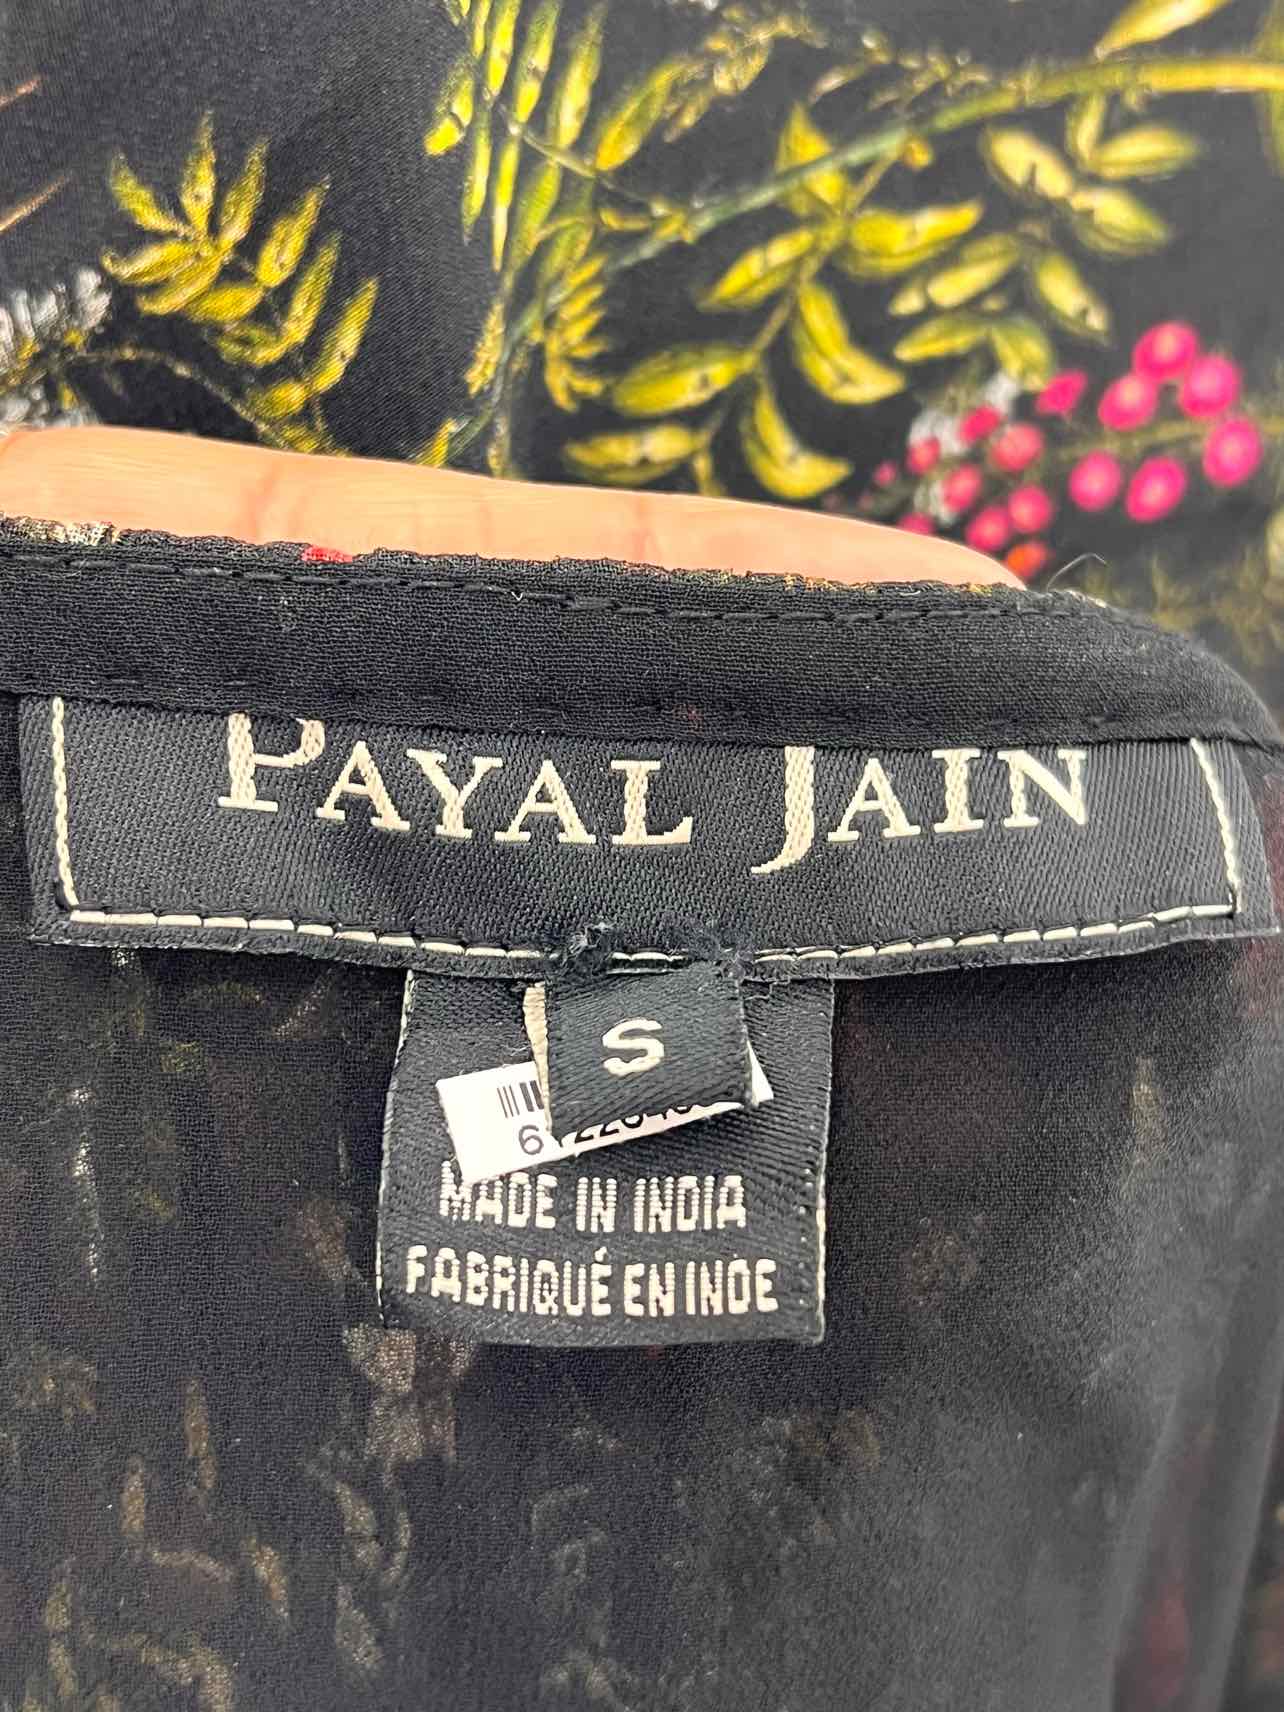 PAYAL JAIN
S
MADE IN INDIA
FABRIQUÉ EN INDE